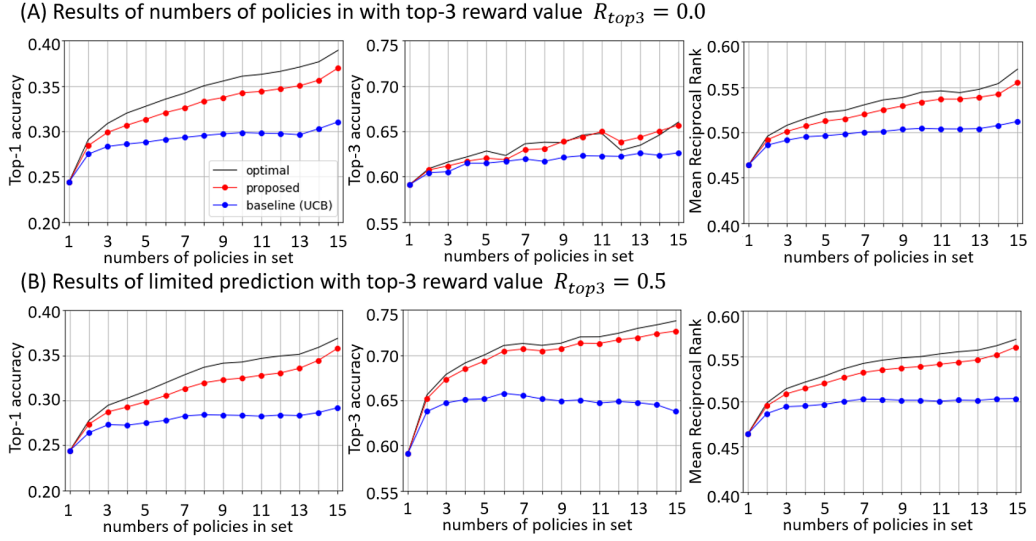 (A) Results of numbers of policies in with top-3 reward value R_top3 = 0.0
Top-1 accuracy
0.40
0.35
0.30
0.25
0.20
optimal
proposed
baseline (UCB)
1 3 5 7 9 11 13 15
numbers of policies in set
Top-3 accuracy
0.75
0.70
0.65
0.60
0.55
1 3 5 7 9 11 13 15
numbers of policies in set
Mean Reciprocal Rank
0.60
0.55
0.50
0.45
0.40
1 3 5 7 9 11 13 15
numbers of policies in set
(B) Results of limited prediction with top-3 reward value R_top3 = 0.5
Top-1 accuracy
0.40
0.35
0.30
0.25
0.20
1 3 5 7 9 11 13 15
numbers of policies in set
Top-3 accuracy
0.75
0.70
0.65
0.60
0.55
1 3 5 7 9 11 13 15
numbers of policies in set
Mean Reciprocal Rank
0.60
0.55
0.50
0.45
0.40
1 3 5 7 9 11 13 15
numbers of policies in set